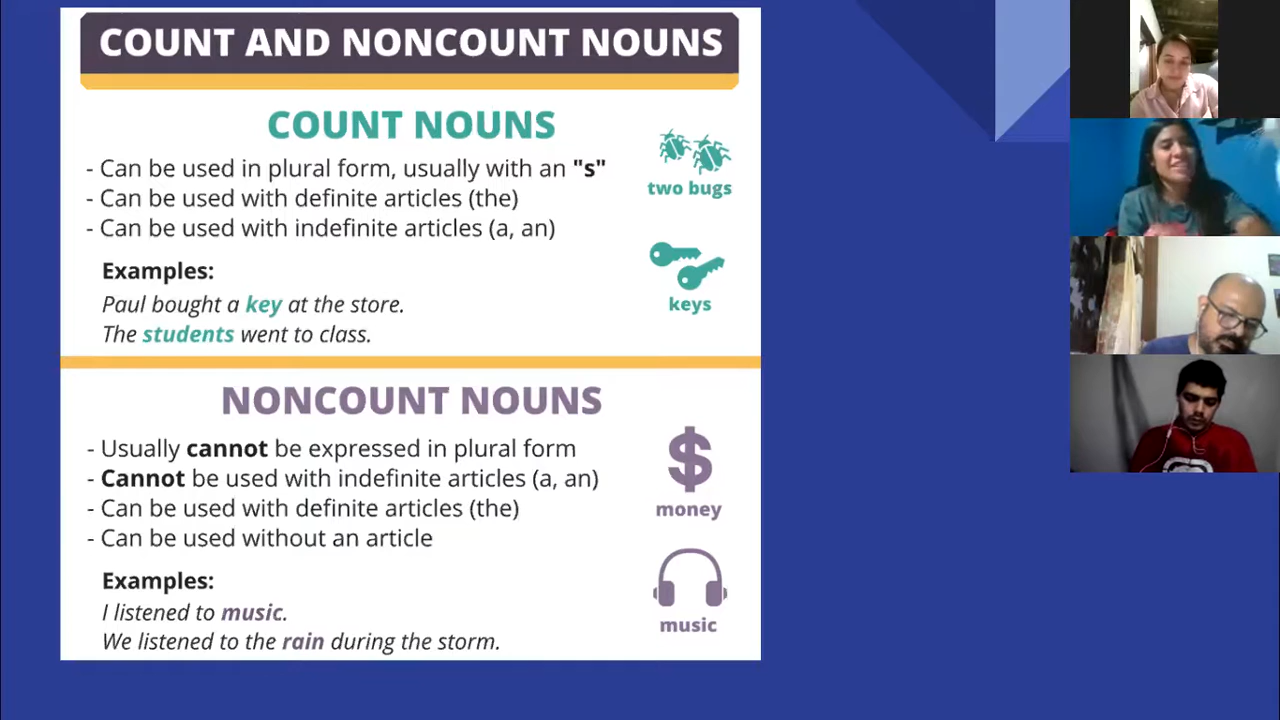 COUNT AND NONCOUNT NOUNS
COUNT NOUNS
- Can be used in plural form, usually with an "s"
- Can be used with definite articles (the)
- Can be used with indefinite articles (a, an)
two bugs
Examples:
Paul bought a key at the store.
The students went to class.
keys
NONCOUNT NOUNS
- Usually cannot be expressed in plural form
- Cannot be used with indefinite articles (a, an)
- Can be used with definite articles (the)
- Can be used without an article
$
money
Examples:
I listened to music.
We listened to the rain during the storm.
music